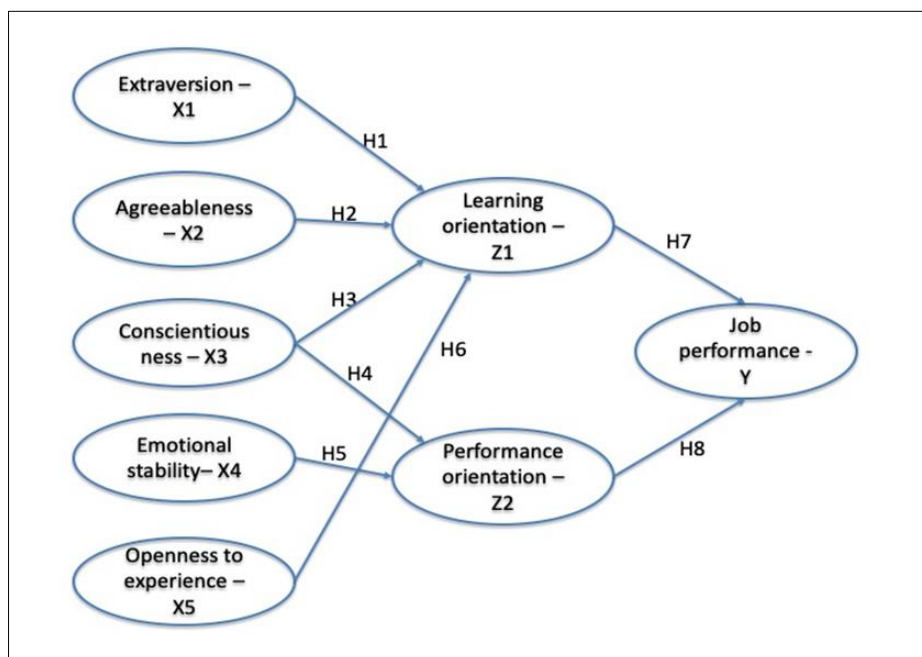 Extraversion –
X1
H1
Agreeableness
– X2
H2
Learning
orientation –
Z1
H7
H3
Conscientious
ness – X3
H4
H6
Job
performance -
Y
Emotional
stability– X4
H5
Performance
orientation –
Z2
H8
Openness to
experience –
X5